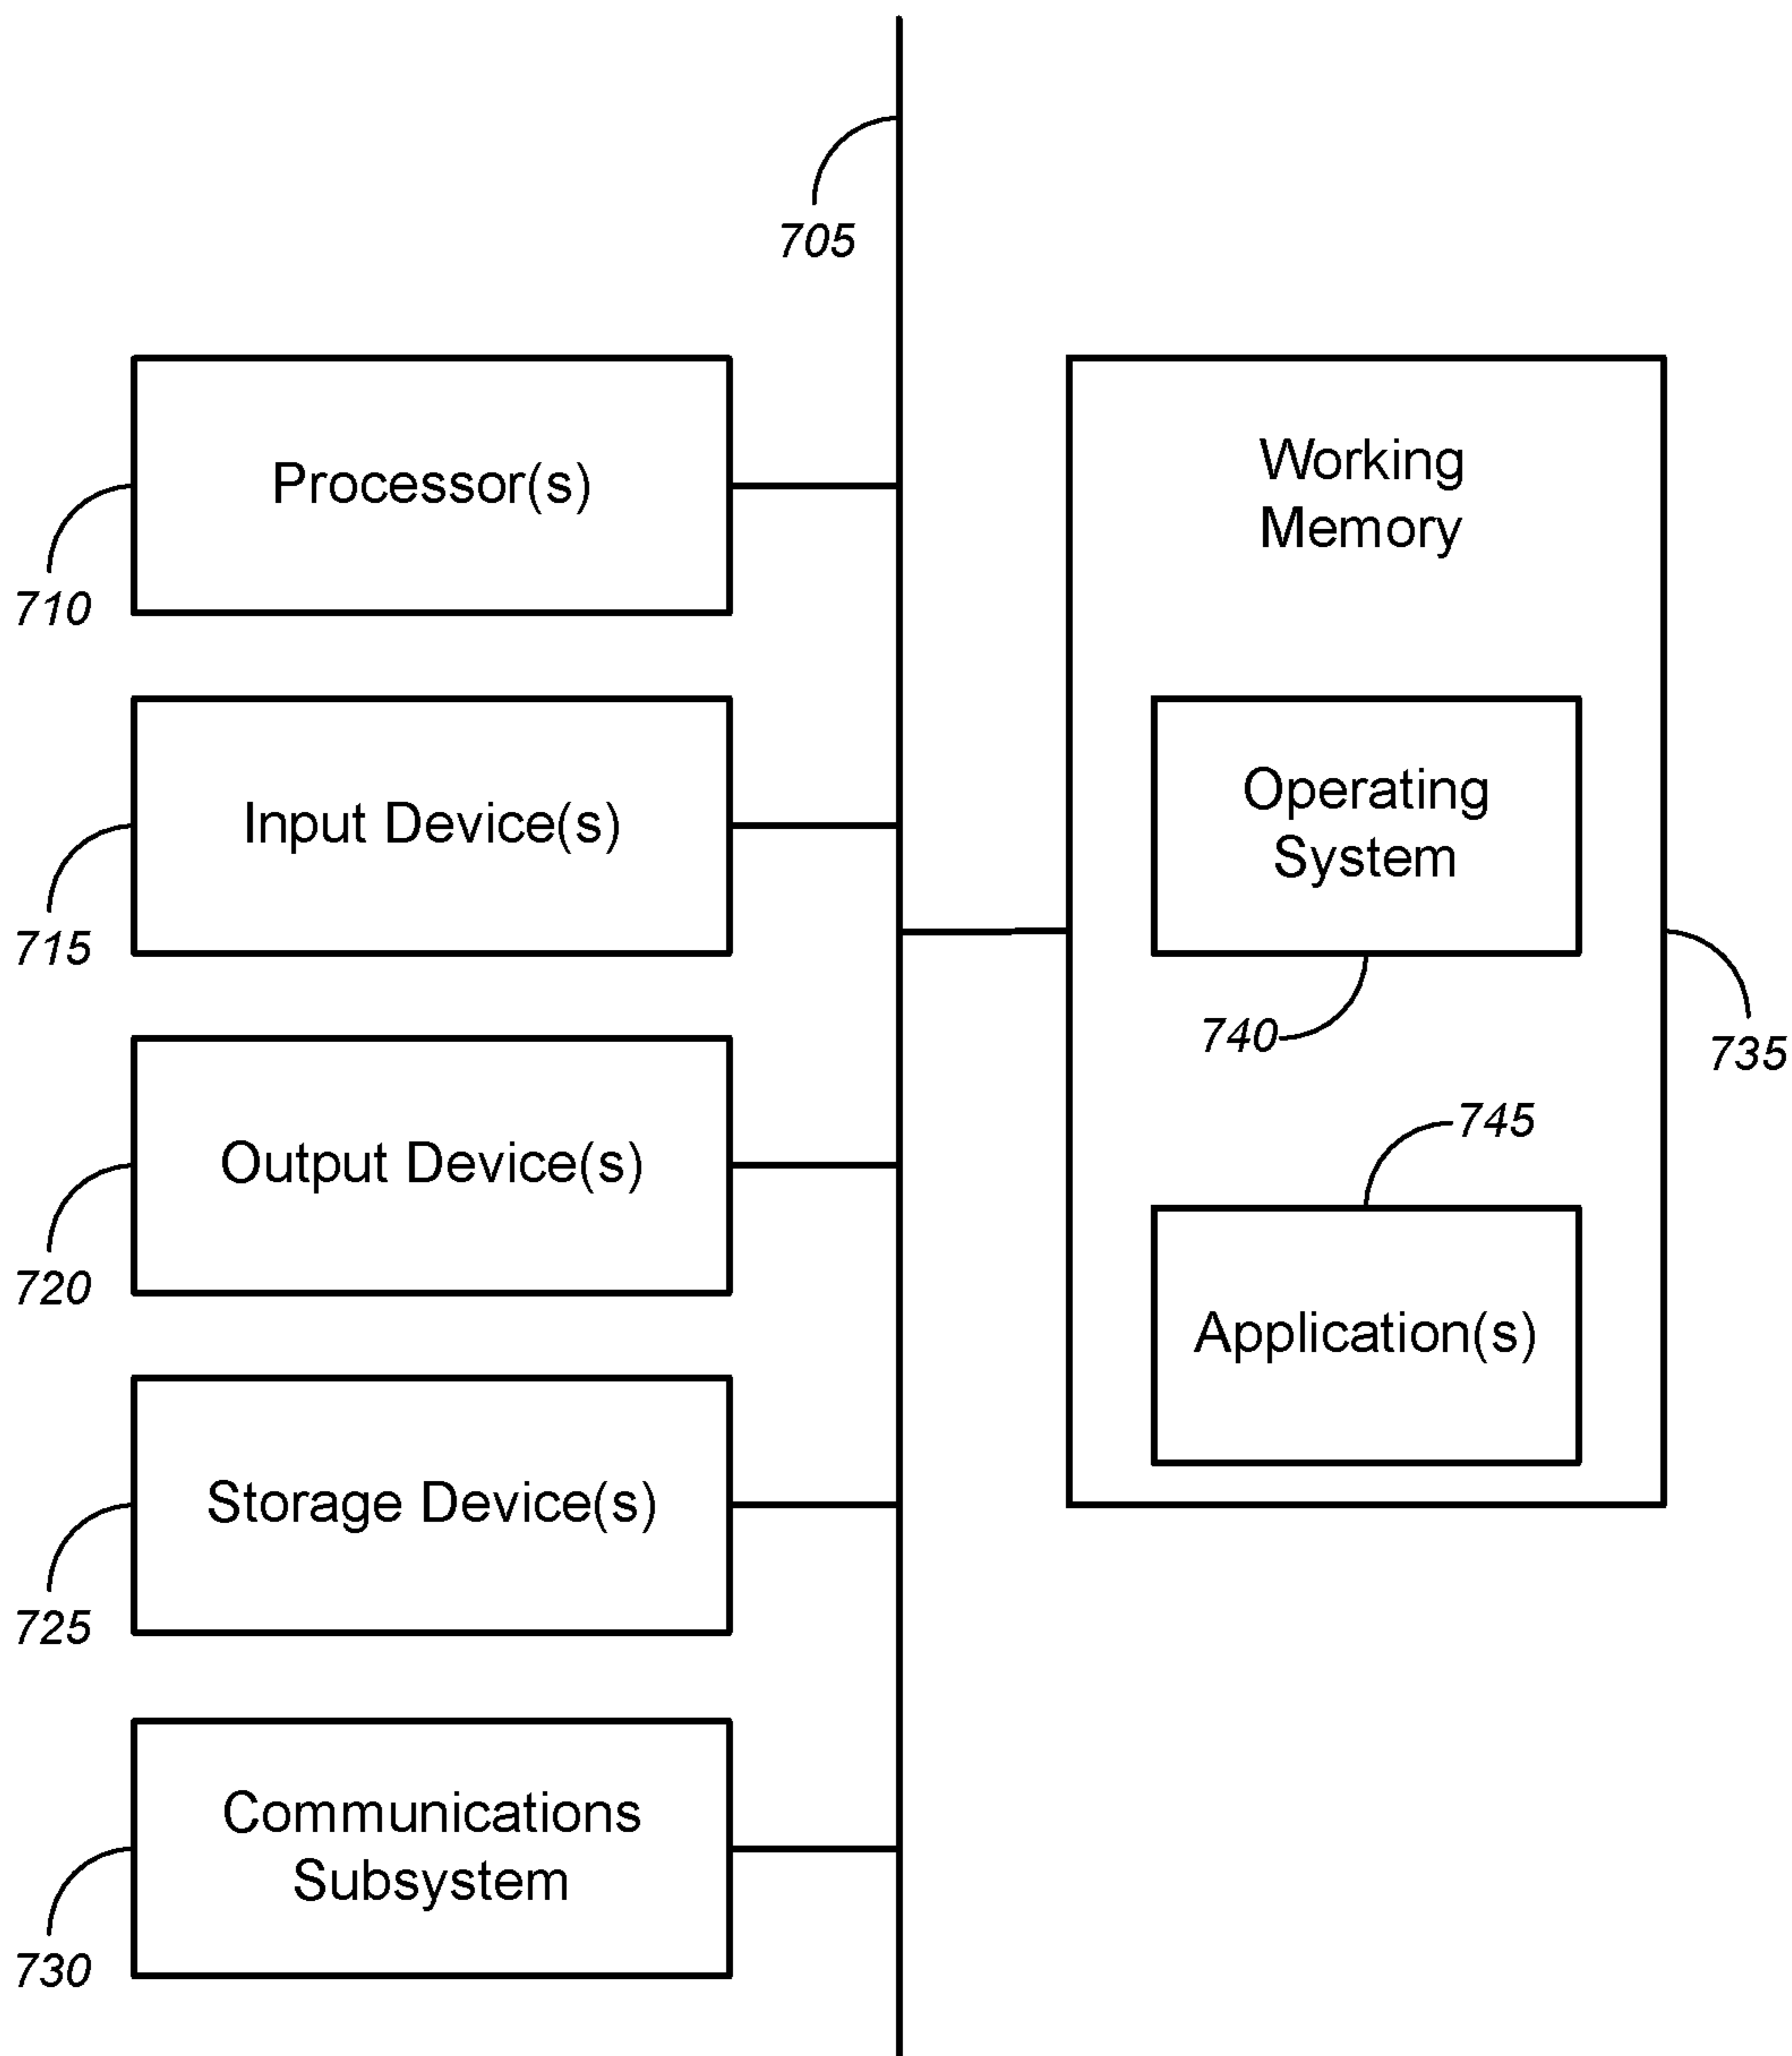 705
Processor(s)
710
Input Device(s)
715
Output Device(s)
720
Storage Device(s)
725
Communications
Subsystem
730
Working
Memory
Operating
System
740
735
745
Application(s)